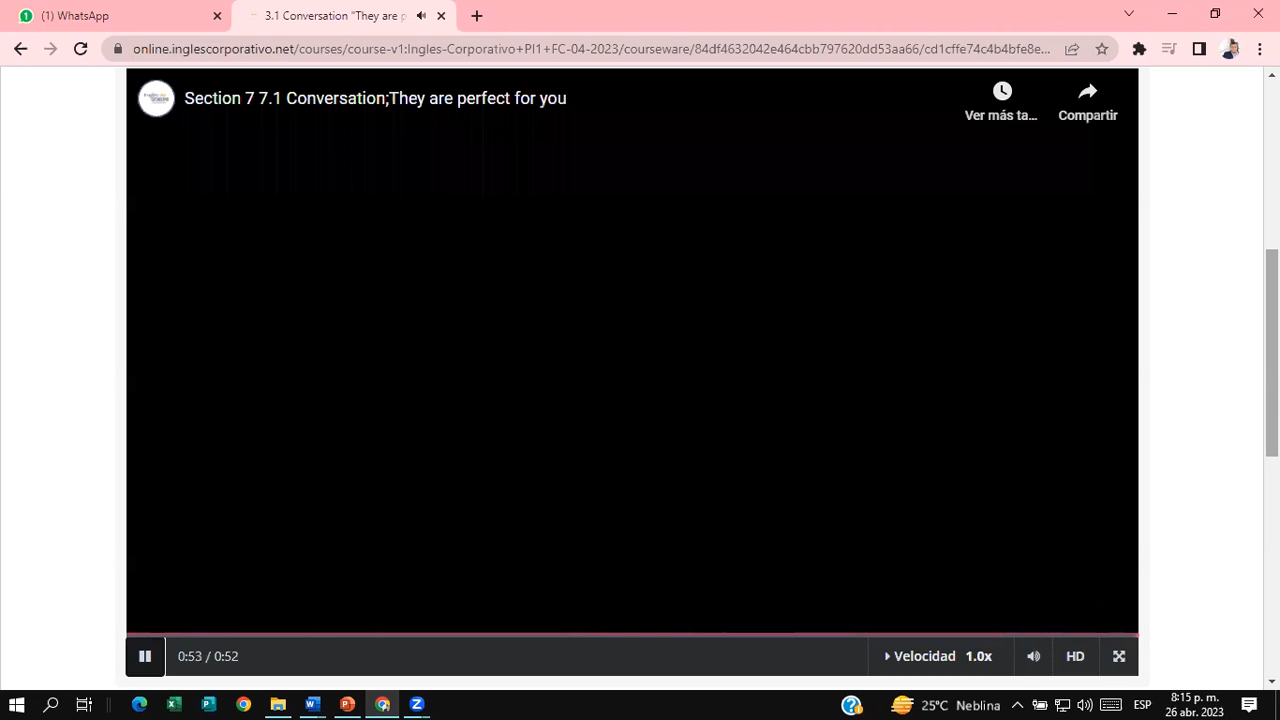 (1) WhatsApp
3.1 Conversation "They are p
online.inglescorporativo.net/courses/course-v1:Ingles-Corporativo+PI1+FC-04-2023/courseware/84df4632042e464cbb797620dd53aa66/cd1cffe74c4b4bfe8e...
Section 7 7.1 Conversation;They are perfect for you
Ver más ta...
Compartir
0:53 / 0:52
Velocidad 1.0x
HD
25°C Neblina
ESP
8:15 p. m.
26 abr. 2023